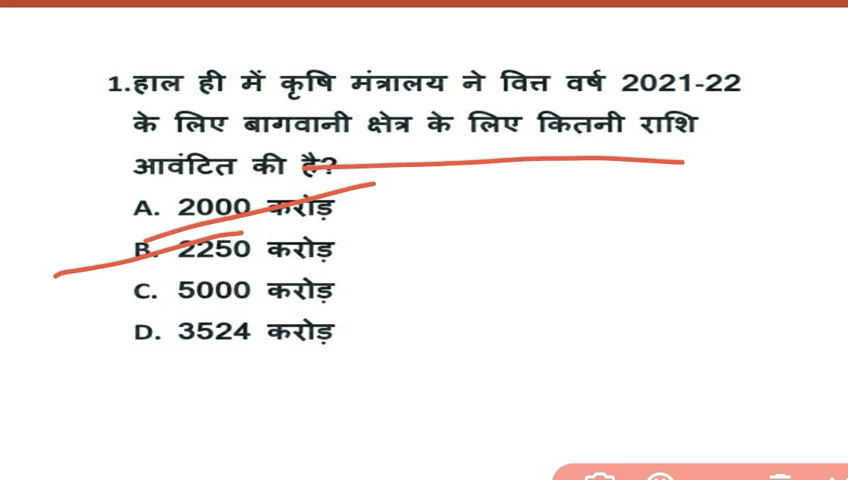 1.हाल ही में कृषि मंत्रालय ने वित्त वर्ष 2021-22
के लिए बागवानी क्षेत्र के लिए कितनी राशि
आवंटित की है?
A. 2000 करोड़
B. 2250 करोड़
C. 5000 करोड़
D. 3524 करोड़